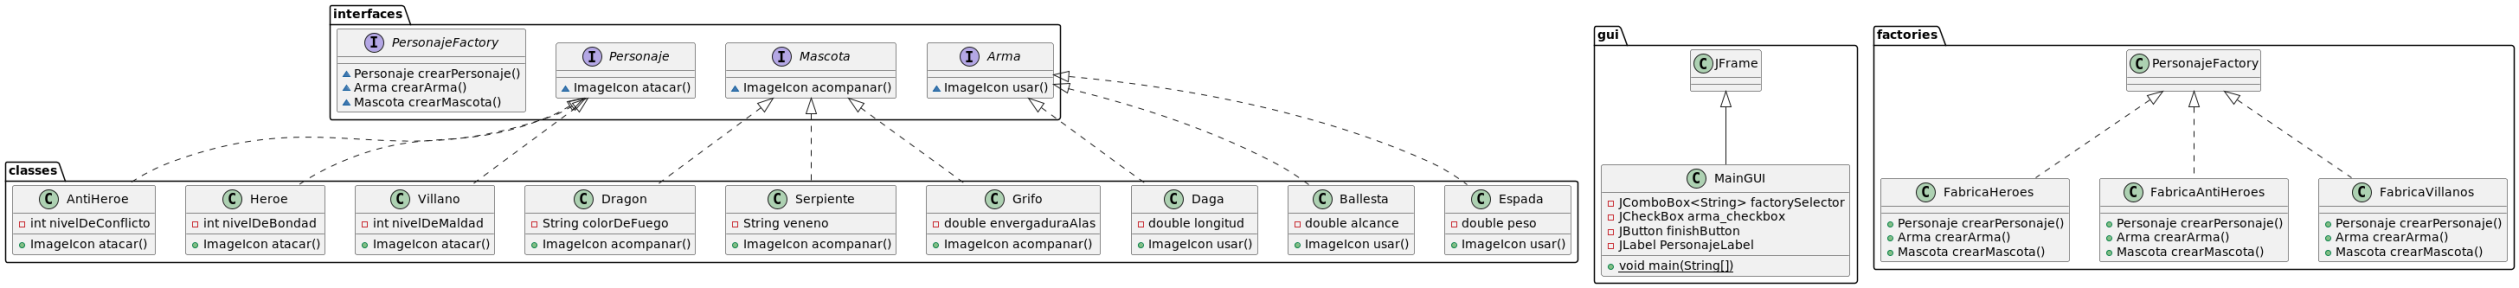 interfaces
PersonajeFactory
Personaje crearPersonaje()
Arma crearArma()
Mascota crearMascota()
Personaje
ImageIcon atacar()
Mascota
ImageIcon acompanar()
Arma
ImageIcon usar()
gui
JFrame
MainGUI
JComboBox<String> factorySelector
JCheckBox arma_checkbox
JButton finishButton
JLabel PersonajeLabel
void main(String[])
factories
PersonajeFactory
FabricaHeroes
Personaje crearPersonaje()
Arma crearArma()
Mascota crearMascota()
FabricaAntiHeroes
Personaje crearPersonaje()
Arma crearArma()
Mascota crearMascota()
FabricaVillanos
Personaje crearPersonaje()
Arma crearArma()
Mascota crearMascota()
classes
AntiHeroe
int nivelDeConflicto
ImageIcon atacar()
Heroe
int nivelDeBondad
ImageIcon atacar()
Villano
int nivelDeMaldad
ImageIcon atacar()
Dragon
String colorDeFuego
ImageIcon acompanar()
Serpiente
String veneno
ImageIcon acompanar()
Grifo
double envergaduraAlas
ImageIcon acompanar()
Daga
double longitud
ImageIcon usar()
Ballesta
double alcance
ImageIcon usar()
Espada
double peso
ImageIcon usar()